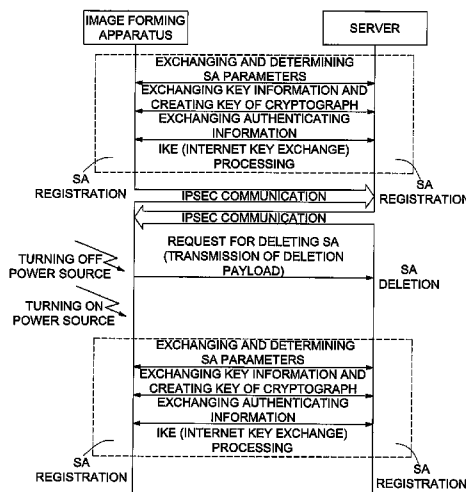 IMAGE FORMING
APPARATUS
SERVER
EXCHANGING AND DETERMINING
SA PARAMETERS
EXCHANGING KEY INFORMATION AND
CREATING KEY OF CRYPTOGRAPH
EXCHANGING AUTHENTICATING
INFORMATION
IKE (INTERNET KEY EXCHANGE)
PROCESSING
SA
REGISTRATION
SA
REGISTRATION
IPSEC COMMUNICATION
IPSEC COMMUNICATION
REQUEST FOR DELETING SA
(TRANSMISSION OF DELETION
PAYLOAD)
TURNING OFF
POWER SOURCE
SA
DELETION
TURNING ON
POWER SOURCE
EXCHANGING AND DETERMINING
SA PARAMETERS
EXCHANGING KEY INFORMATION AND
CREATING KEY OF CRYPTOGRAPH
EXCHANGING AUTHENTICATING
INFORMATION
IKE (INTERNET KEY EXCHANGE)
PROCESSING
SA
REGISTRATION
SA
REGISTRATION